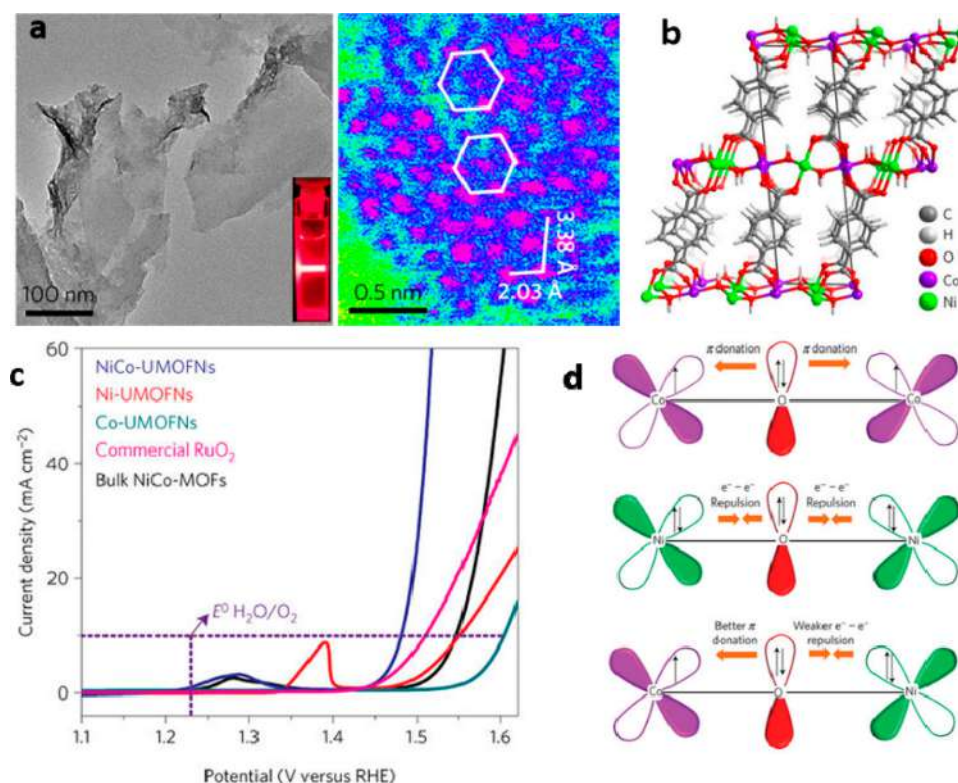 a
100 nm
0.5 nm
3.38 Å
2.03 Å
b
C
H
O
Co
Ni
c
60
40
20
0
1.1
1.2
1.3
1.4
1.5
1.6
Current density (mA cm⁻²)
Potential (V versus RHE)
NiCo-UMOFNs
Ni-UMOFNs
Co-UMOFNs
Commercial RuO₂
Bulk NiCo-MOFs
E⁰ H₂O/O₂
d
π donation
π donation
Co
O
Co
e⁻ – e⁻
Repulsion
e⁻ – e⁻
Repulsion
Ni
O
Ni
Better π
donation
Weaker e⁻ – e⁻
repulsion
Co
O
Ni